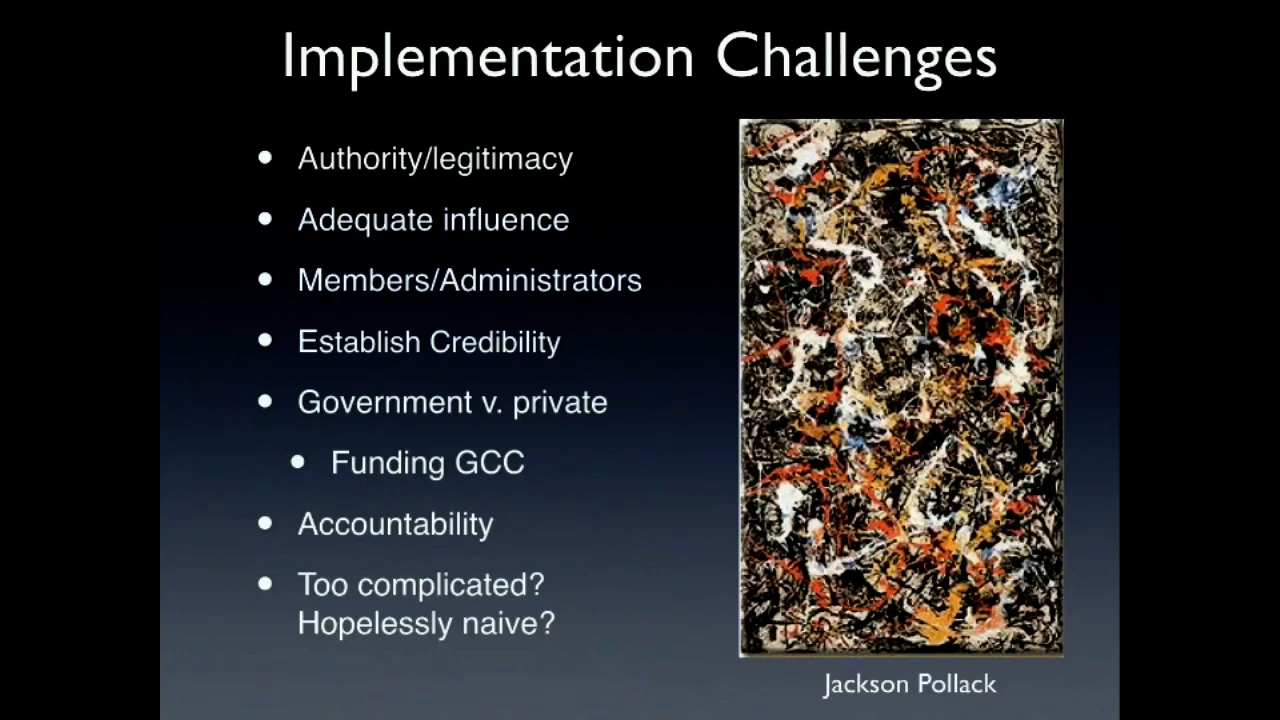 Implementation Challenges
• Authority/legitimacy
• Adequate influence
• Members/Administrators
• Establish Credibility
• Government v. private
• Funding GCC
• Accountability
• Too complicated?
Hopelessly naive?
Jackson Pollack